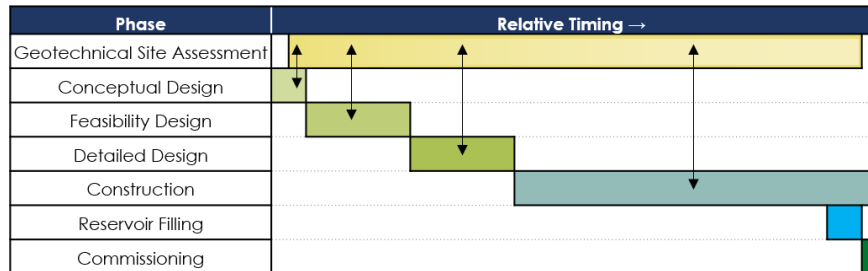 Phase
Relative Timing →
Geotechnical Site Assessment
Conceptual Design
Feasibility Design
Detailed Design
Construction
Reservoir Filling
Commissioning